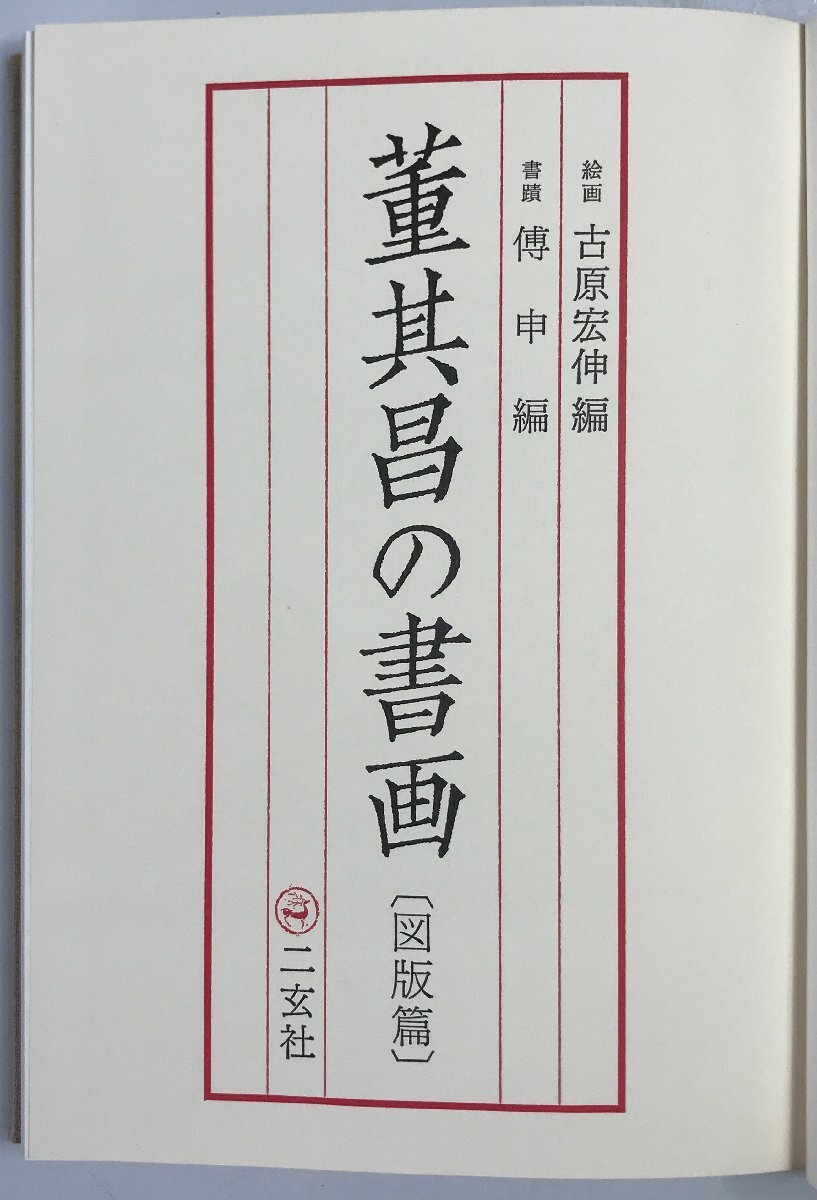 絵画 古原宏伸編
書蹟 傅申編
董其昌の書画〔図版篇〕
二玄社